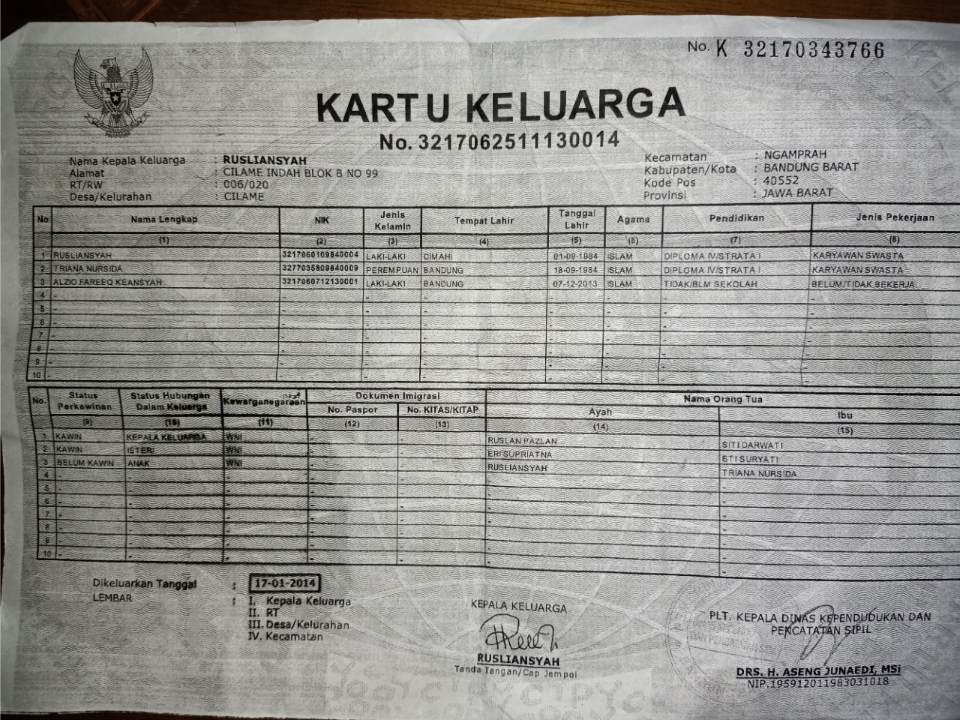 No. K 32170343766
KARTU KELUARGA
No. 3217062511130014
Nama Kepala Keluarga : RUSLIANSYAH
Alamat : CILAME INDAH BLOK B NO 99
RT/RW : 006/020
Desa/Kelurahan : CILAME
Kecamatan : NGAMPRAH
Kabupaten/Kota : BANDUNG BARAT
Kode Pos : 40552
Provinsi : JAWA BARAT
No Nama Lengkap NIK Jenis Kelamin Tempat Lahir Tanggal Lahir Agama Pendidikan Jenis Pekerjaan
(1) (2) (3) (4) (5) (6) (7) (8)
1 RUSLIANSYAH 3217060109840004 LAKI-LAKI CIMAHI 01-09-1984 ISLAM DIPLOMA IV/STRATA I KARYAWAN SWASTA
2 TRIANA NURSIDA 3277035809840009 PEREMPUAN BANDUNG 18-09-1984 ISLAM DIPLOMA IV/STRATA I KARYAWAN SWASTA
3 ALZIO FAREEQ KEANSYAH 3217060712130001 LAKI-LAKI BANDUNG 07-12-2013 ISLAM TIDAK/BLM SEKOLAH BELUM/TIDAK BEKERJA
4 - - - - - - - -
5 - - - - - - - -
6 - - - - - - - -
7 - - - - - - - -
8 - - - - - - - -
9 - - - - - - - -
10 - - - - - - - -
No. Status Perkawinan Status Hubungan Dalam Keluarga Kewarganegaraan Dokumen Imigrasi Nama Orang Tua
No. Paspor No. KITAS/KITAP Ayah Ibu
(9) (10) (11) (12) (13) (14) (15)
1 KAWIN KEPALA KELUARGA WNI - - RUSLAN SITI DARWATI
2 KAWIN ISTERI WNI - - ERI SUPRIATNA ETI SURYATI
3 BELUM KAWIN ANAK WNI - - RUSLIANSYAH TRIANA NURSIDA
4 - - - - - - -
5 - - - - - - -
6 - - - - - - -
7 - - - - - - -
8 - - - - - - -
9 - - - - - - -
10 - - - - - - -
Dikeluarkan Tanggal : 17-01-2014
LEMBAR : I. Kepala Keluarga
II. RT
III. Desa/Kelurahan
IV. Kecamatan
KEPALA KELUARGA
RUSLIANSYAH
Tanda Tangan/Cap Jempol
PLT. KEPALA DINAS KEPENDUDUKAN DAN
PENCATATAN SIPIL
DRS. H. ASENG JUNAEDI, MSi
NIP.195912011983031018